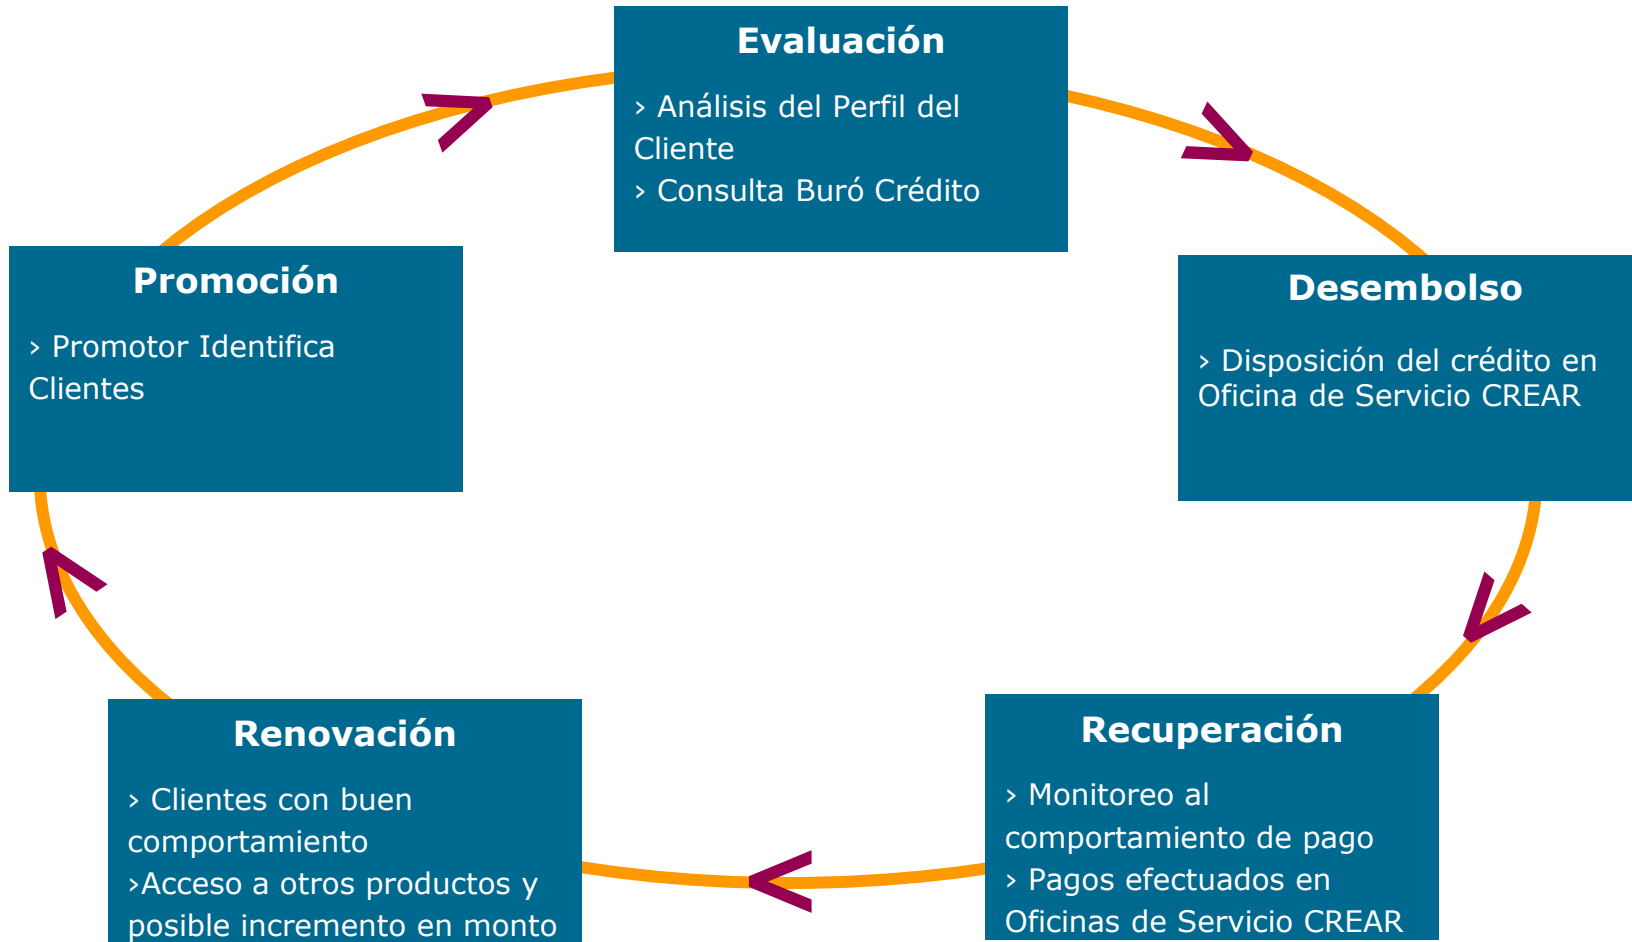 Evaluación
› Análisis del Perfil del
Cliente
› Consulta Buró Crédito
Promoción
› Promotor Identifica
Clientes
Desembolso
› Disposición del crédito en
Oficina de Servicio CREAR
Renovación
› Clientes con buen
comportamiento
›Acceso a otros productos y
posible incremento en monto
Recuperación
› Monitoreo al
comportamiento de pago
› Pagos efectuados en
Oficinas de Servicio CREAR